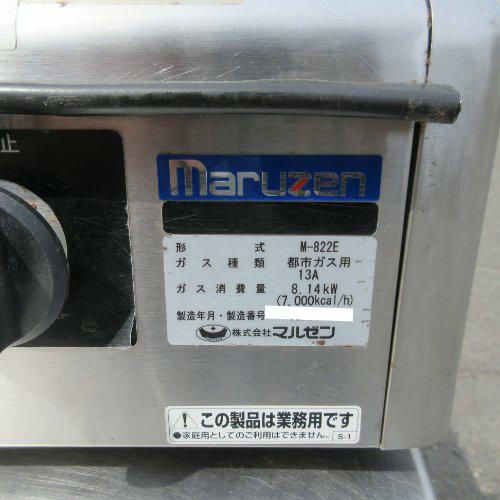 止
maruzen
形 式 M-822E
ガス種類 都市ガス用
13A
ガス消費量 8.14kW
(7,000kcal/h)
製造年月・製造番号
株式会社マルゼン
この製品は業務用です
●家庭用としてのご利用はできません。 S-1